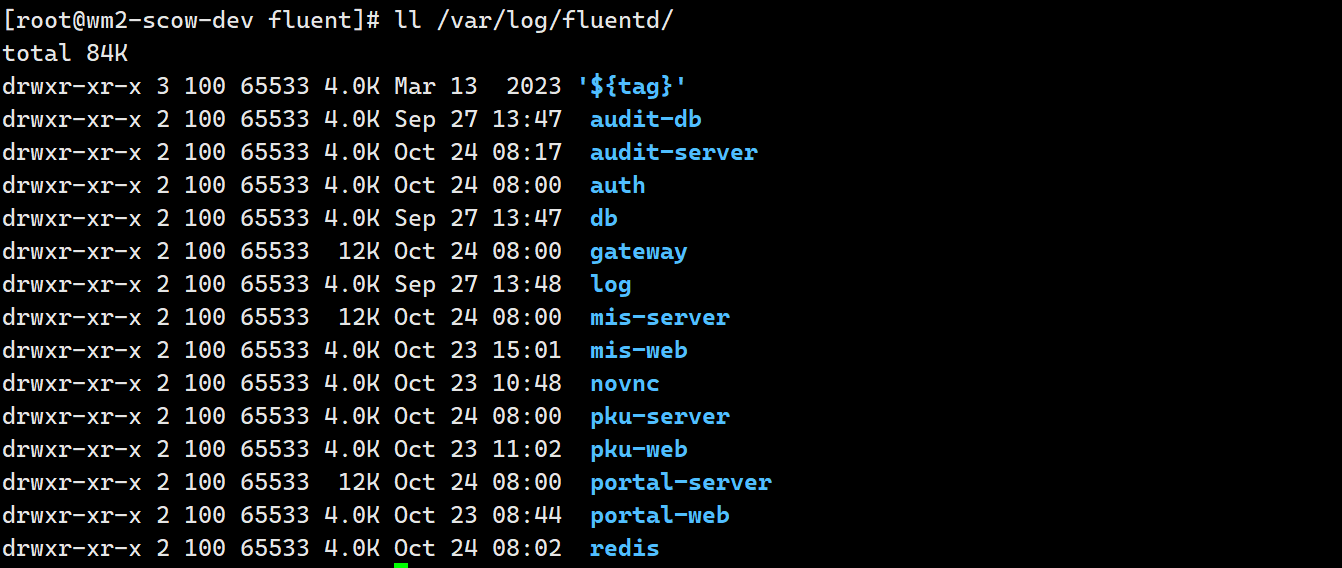 [root@wm2-scow-dev fluent]# ll /var/log/fluentd/
total 84K
drwxr-xr-x 3 100 65533 4.0K Mar 13  2023 '${tag}'
drwxr-xr-x 2 100 65533 4.0K Sep 27 13:47  audit-db
drwxr-xr-x 2 100 65533 4.0K Oct 24 08:17  audit-server
drwxr-xr-x 2 100 65533 4.0K Oct 24 08:00  auth
drwxr-xr-x 2 100 65533 4.0K Sep 27 13:47  db
drwxr-xr-x 2 100 65533  12K Oct 24 08:00  gateway
drwxr-xr-x 2 100 65533 4.0K Sep 27 13:48  log
drwxr-xr-x 2 100 65533  12K Oct 24 08:00  mis-server
drwxr-xr-x 2 100 65533 4.0K Oct 23 15:01  mis-web
drwxr-xr-x 2 100 65533 4.0K Oct 23 10:48  novnc
drwxr-xr-x 2 100 65533 4.0K Oct 24 08:00  pku-server
drwxr-xr-x 2 100 65533 4.0K Oct 23 11:02  pku-web
drwxr-xr-x 2 100 65533  12K Oct 24 08:00  portal-server
drwxr-xr-x 2 100 65533 4.0K Oct 23 08:44  portal-web
drwxr-xr-x 2 100 65533 4.0K Oct 24 08:02  redis